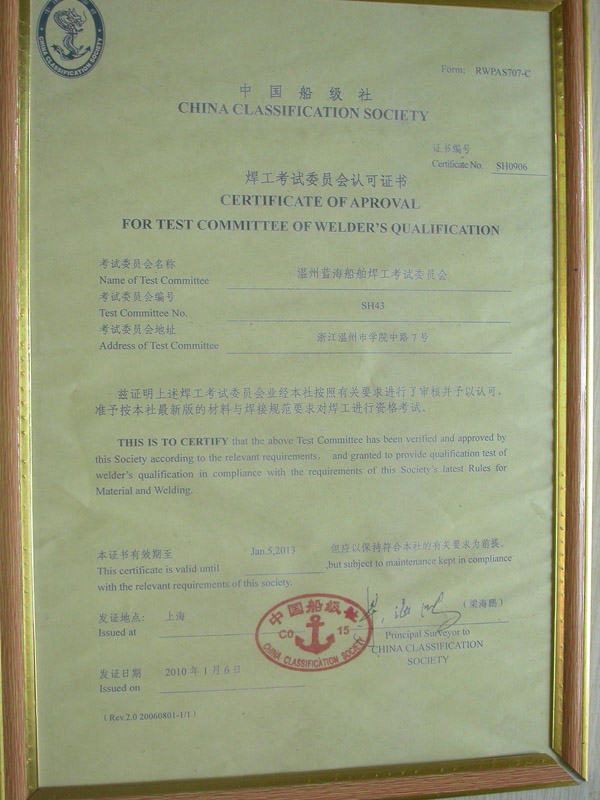 CHINA CLASSIFICATION SOCIETY
Form: RWPAS707-C
中国船级社
CHINA CLASSIFICATION SOCIETY
证书编号
Certificate No. SH0906
焊工考试委员会认可证书
CERTIFICATE OF APROVAL
FOR TEST COMMITTEE OF WELDER'S QUALIFICATION
考试委员会名称
Name of Test Committee 温州蓝海船舶焊工考试委员会
考试委员会编号
Test Committee No. SH43
考试委员会地址
Address of Test Committee 浙江温州市学院中路7号
兹证明上述焊工考试委员会业经本社按照有关要求进行了审核并予以认可,
准予按本社最新版的材料与焊接规范要求对焊工进行资格考试。
THIS IS TO CERTIFY that the above Test Committee has been verified and approved by
this Society according to the relevant requirements, and granted to provide qualification test of
welder's qualification in compliance with the requirements of this Society's latest Rules for
Material and Welding.
本证书有效期至 Jan.5,2013 但应以保持符合本社的有关要求为前提。
This certificate is valid until ,but subject to maintenance kept in compliance
with the relevant requirements of this society.
发证地点: 上海
Issued at
(梁海鹏)
Principal Surveyor to
CHINA CLASSIFICATION
SOCIETY
中国船级社
CO 15
CHINA CLASSIFICATION SOCIETY
发证日期 2010年1月6日
Issued on
(Rev.2.0 20060801-1/1)